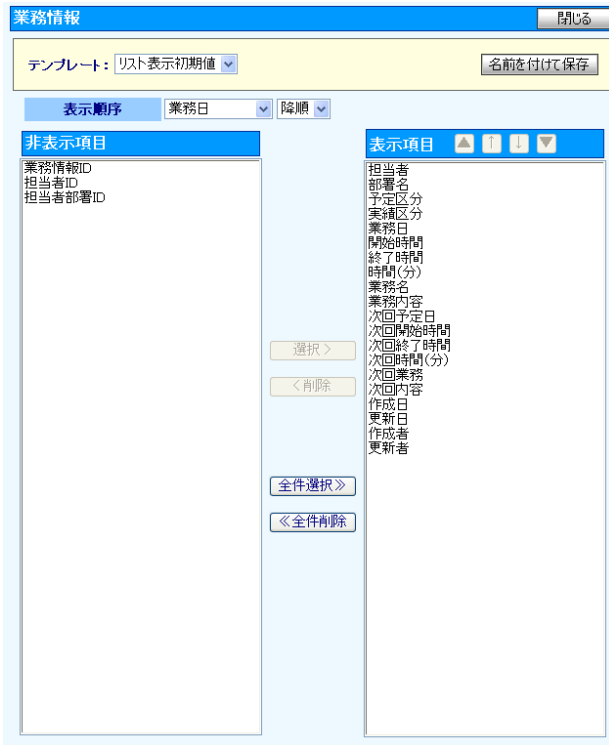 業務情報 閉じる
テンプレート： リスト表示初期値 名前を付けて保存
表示順序 業務日 降順
非表示項目
業務情報ID
担当者ID
担当者部署ID
選択＞
＜削除
全件選択≫
≪全件削除
表示項目 ▲ ↑ ↓ ▼
担当者
部署名
予定区分
実績区分
業務日
開始時間
終了時間
時間(分)
業務名
業務内容
次回予定日
次回開始時間
次回終了時間
次回時間(分)
次回業務
次回内容
作成日
更新日
作成者
更新者